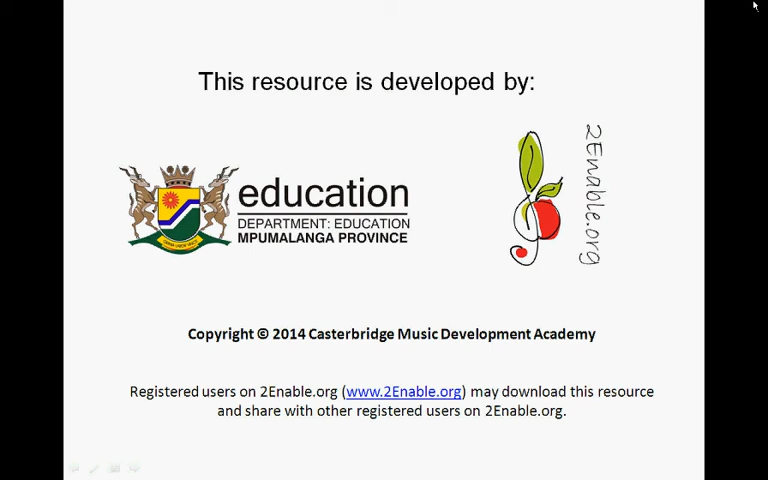 This resource is developed by:
education
DEPARTMENT: EDUCATION
MPUMALANGA PROVINCE
2Enable.org
Copyright © 2014 Casterbridge Music Development Academy
Registered users on 2Enable.org (www.2Enable.org) may download this resource
and share with other registered users on 2Enable.org.